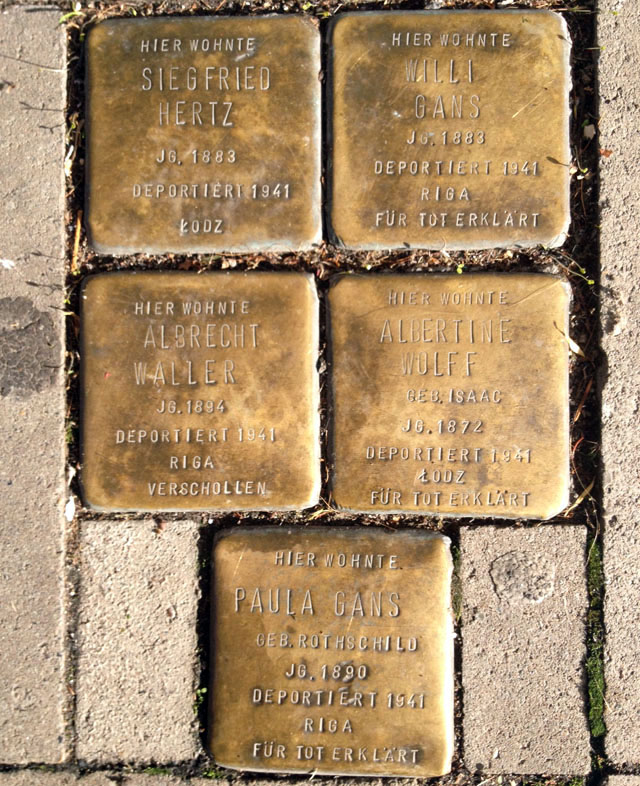 HIER WOHNTE
SIEGFRIED
HERTZ
JG. 1883
DEPORTIERT 1941
ŁODZ
HIER WOHNTE
WILLI
GANS
JG. 1883
DEPORTIERT 1941
RIGA
FÜR TOT ERKLÄRT
HIER WOHNTE
ALBRECHT
WALLER
JG. 1894
DEPORTIERT 1941
RIGA
VERSCHOLLEN
HIER WOHNTE
ALBERTINE
WOLFF
GEB. ISAAC
JG. 1872
DEPORTIERT 1941
ŁODZ
FÜR TOT ERKLÄRT
HIER WOHNTE
PAULA GANS
GEB. ROTHSCHILD
JG. 1890
DEPORTIERT 1941
RIGA
FÜR TOT ERKLÄRT